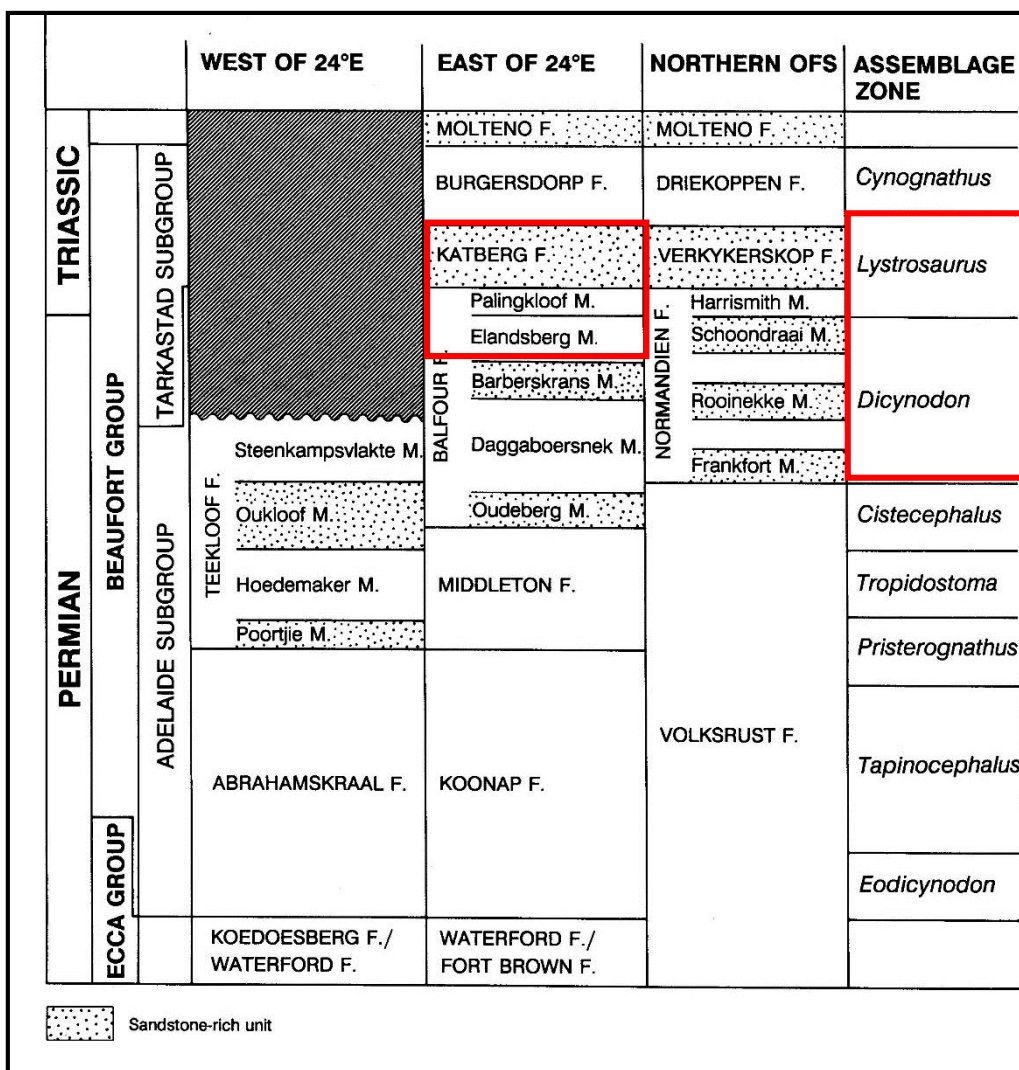 WEST OF 24°E
EAST OF 24°E
NORTHERN OFS
ASSEMBLAGE
ZONE
TRIASSIC
PERMIAN
BEAUFORT GROUP
ECCA GROUP
TARKASTAD SUBGROUP
ADELAIDE SUBGROUP
TEEKLOOF F.
Steenkampsvlakte M.
Oukloof M.
Hoedemaker M.
Poortjie M.
ABRAHAMSKRAAL F.
KOEDOESBERG F./
WATERFORD F.
MOLTENO F.
BURGERSDORP F.
KATBERG F.
BALFOUR F.
Palingkloof M.
Elandsberg M.
Barberskrans M.
Daggaboersnek M.
Oudeberg M.
MIDDLETON F.
KOONAP F.
WATERFORD F./
FORT BROWN F.
MOLTENO F.
DRIEKOPPEN F.
VERKYKERSKOP F.
NORMANDIEN F.
Harrismith M.
Schoondraai M.
Rooinekke M.
Frankfort M.
VOLKSRUST F.
Cynognathus
Lystrosaurus
Dicynodon
Cistecephalus
Tropidostoma
Pristerognathus
Tapinocephalus
Eodicynodon
Sandstone-rich unit